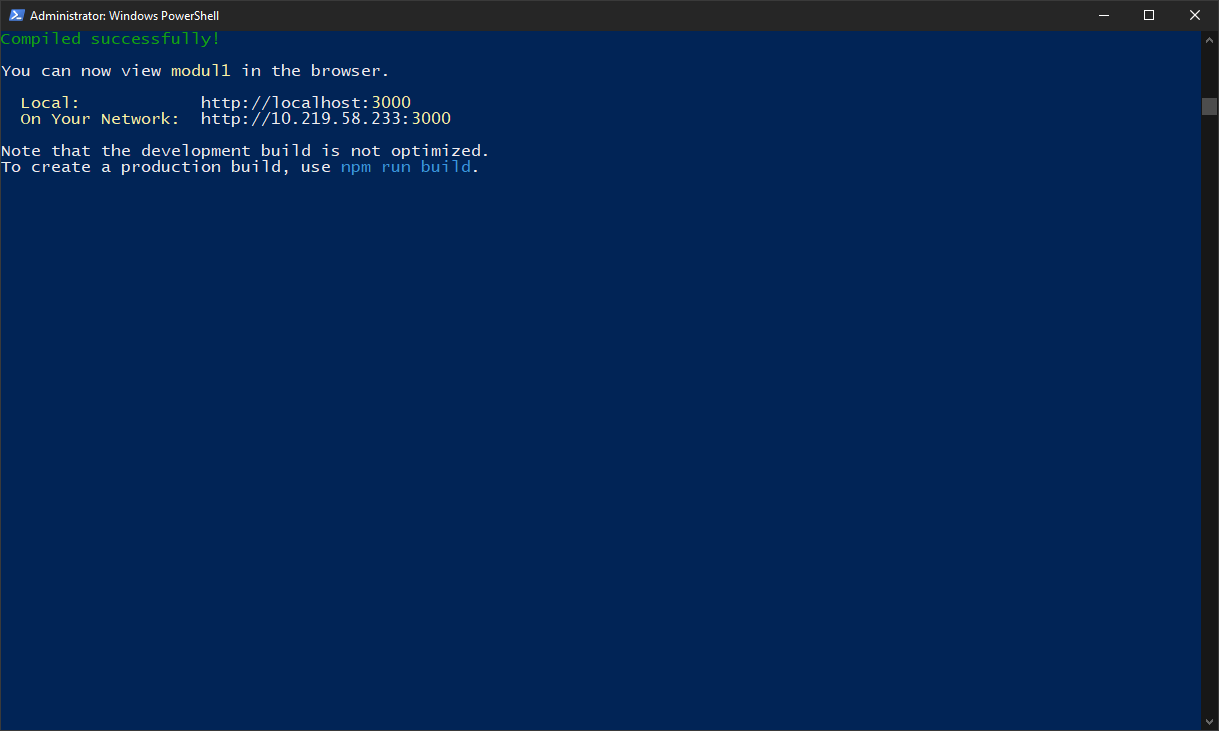 Administrator: Windows PowerShell
Compiled successfully!
You can now view modul1 in the browser.
Local: http://localhost:3000
On Your Network: http://10.219.58.233:3000
Note that the development build is not optimized.
To create a production build, use npm run build.